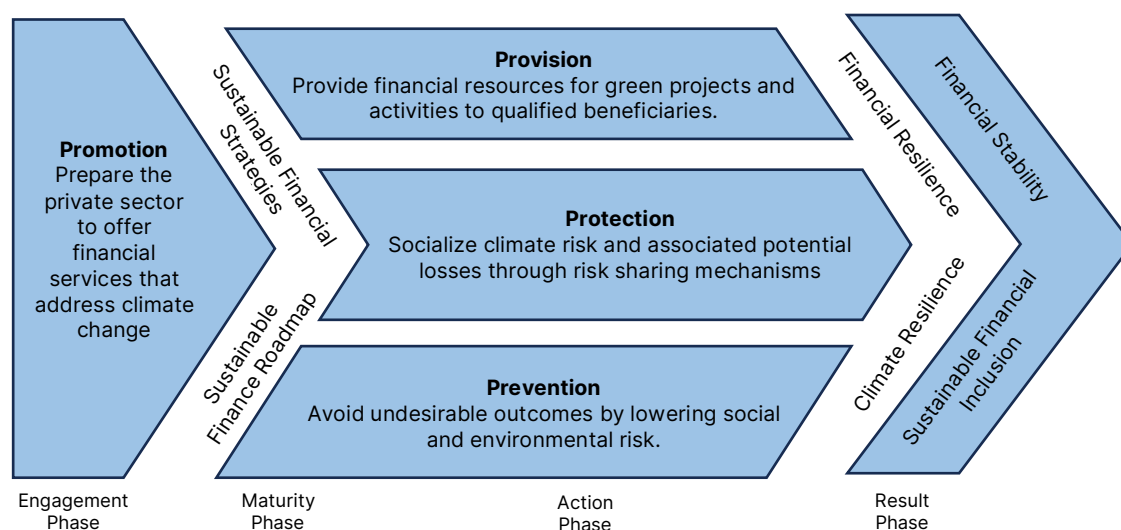 Promotion
Prepare the
private sector
to offer
financial
services that
address climate
change
Sustainable Financial
Strategies
Sustainable
Finance Roadmap
Provision
Provide financial resources for green projects and
activities to qualified beneficiaries.
Protection
Socialize climate risk and associated potential
losses through risk sharing mechanisms
Prevention
Avoid undesirable outcomes by lowering social
and environmental risk.
Financial Resilience
Climate Resilience
Financial Stability
Sustainable Financial
Inclusion
Engagement
Phase
Maturity
Phase
Action
Phase
Result
Phase